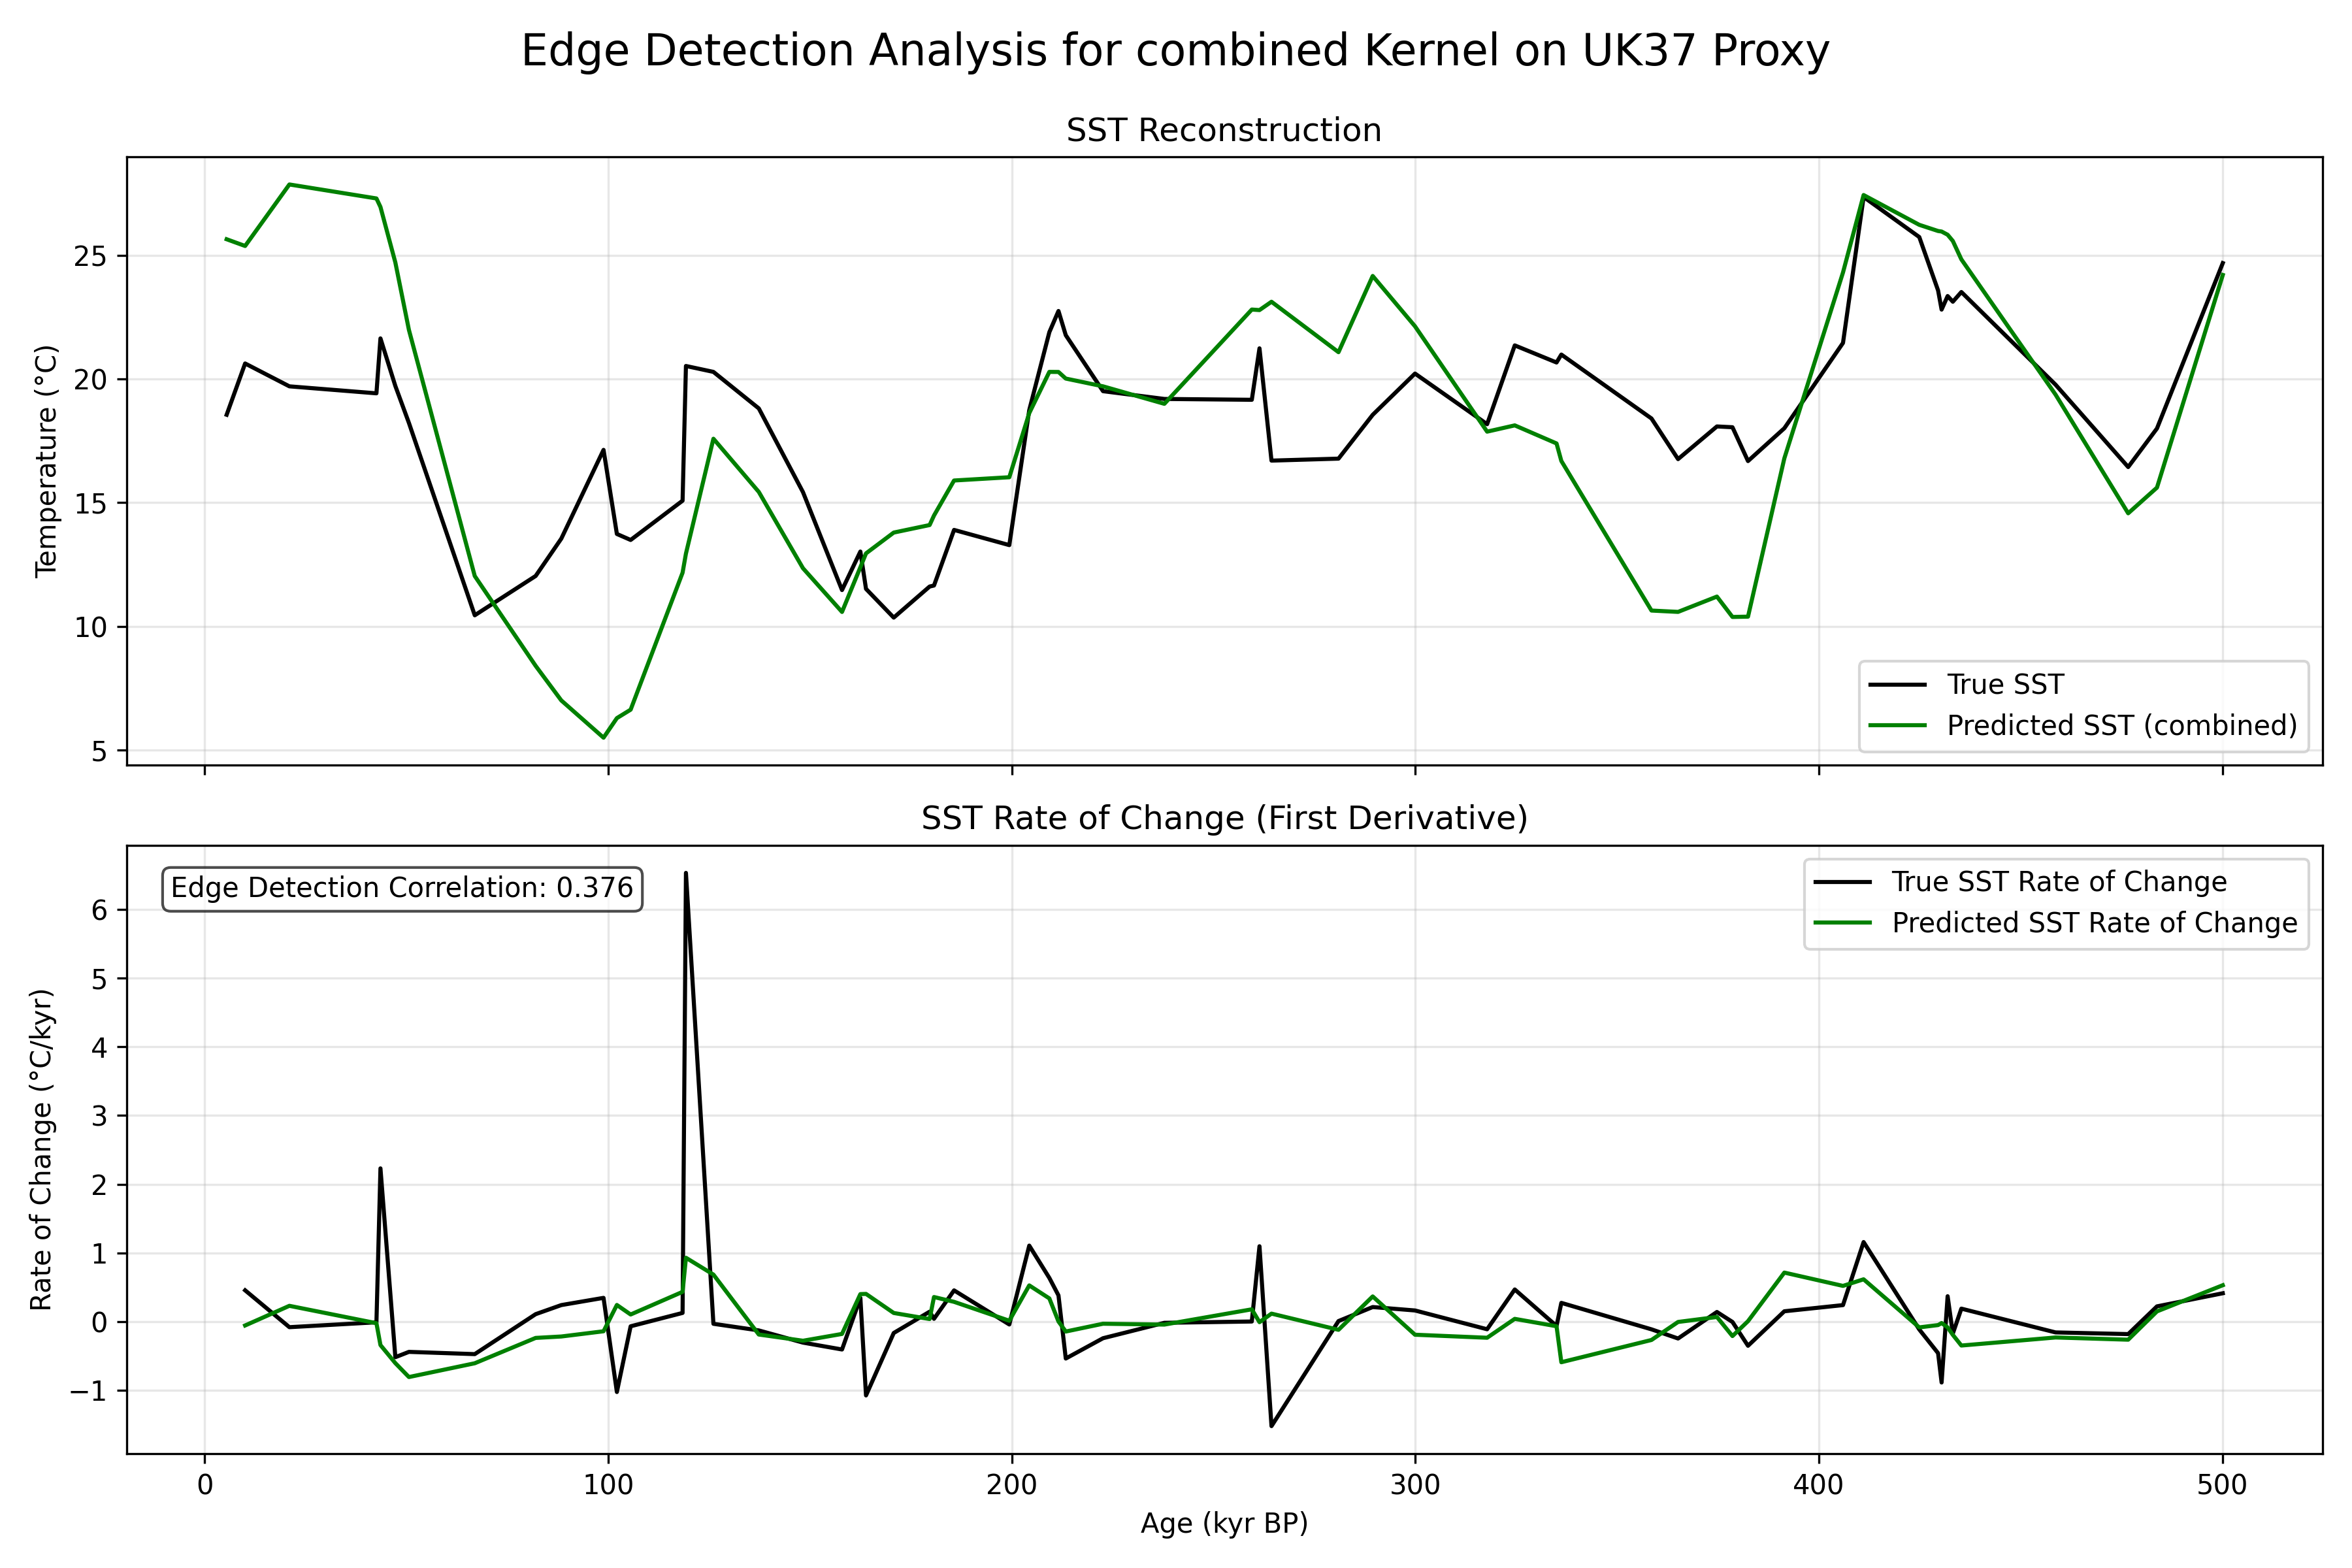 Edge Detection Analysis for combined Kernel on UK37 Proxy
SST Reconstruction
Temperature (°C)
25
20
15
10
5
True SST
Predicted SST (combined)
SST Rate of Change (First Derivative)
Rate of Change (°C/kyr)
Edge Detection Correlation: 0.376
True SST Rate of Change
Predicted SST Rate of Change
6
5
4
3
2
1
0
−1
0 100 200 300 400 500
Age (kyr BP)